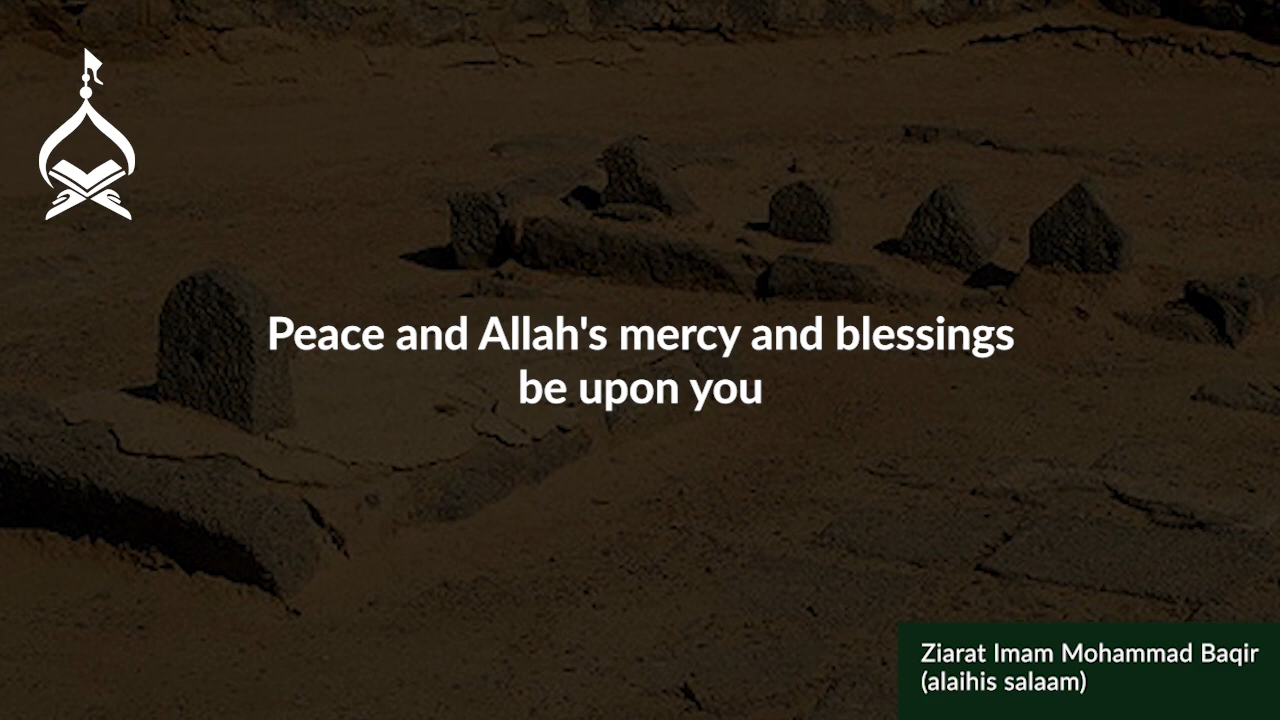 Peace and Allah's mercy and blessings
be upon you
Ziarat Imam Mohammad Baqir
(alaihis salaam)